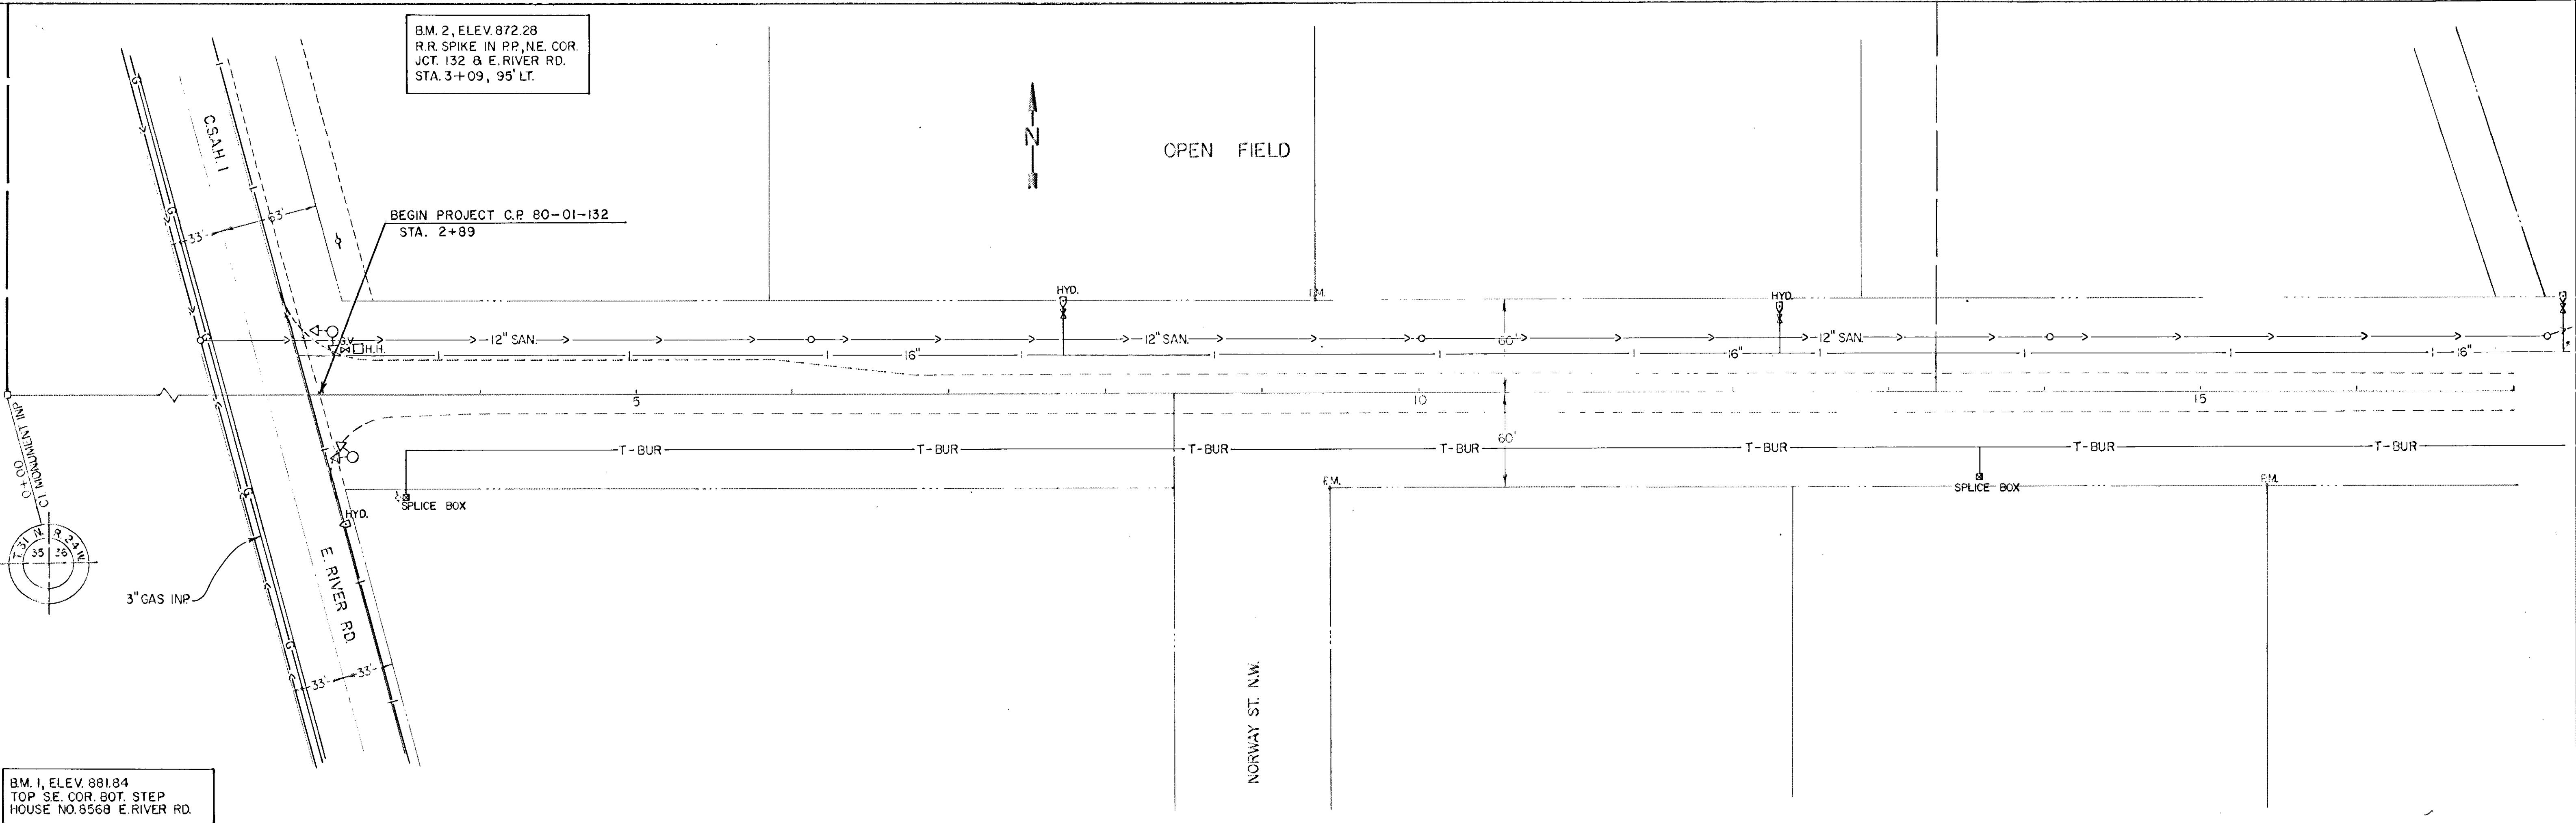 B.M. 2, ELEV. 872.28
R.R. SPIKE IN P.P., N.E. COR.
JCT. 132 & E. RIVER RD.
STA. 3+09, 95' LT.
C.S.A.H. 1
N
OPEN FIELD
63'
33'
BEGIN PROJECT C.P. 80-01-132
STA. 2+89
HYD.
HYD.
12" SAN.
12" SAN.
12" SAN.
60'
G.V.
H.H.
16"
16"
16"
5
10
15
C.I. MONUMENT INP.
0+00
60'
T-BUR
T-BUR
T-BUR
T-BUR
T-BUR
T-BUR
T-BUR
SPLICE BOX
SPLICE BOX
HYD.
T. 31 N. R. 24 W.
35 36
E. RIVER RD.
3" GAS INP.
33' 33'
NORWAY ST. N.W.
B.M. 1, ELEV. 881.84
TOP S.E. COR. BOT. STEP
HOUSE NO. 8568 E. RIVER RD.